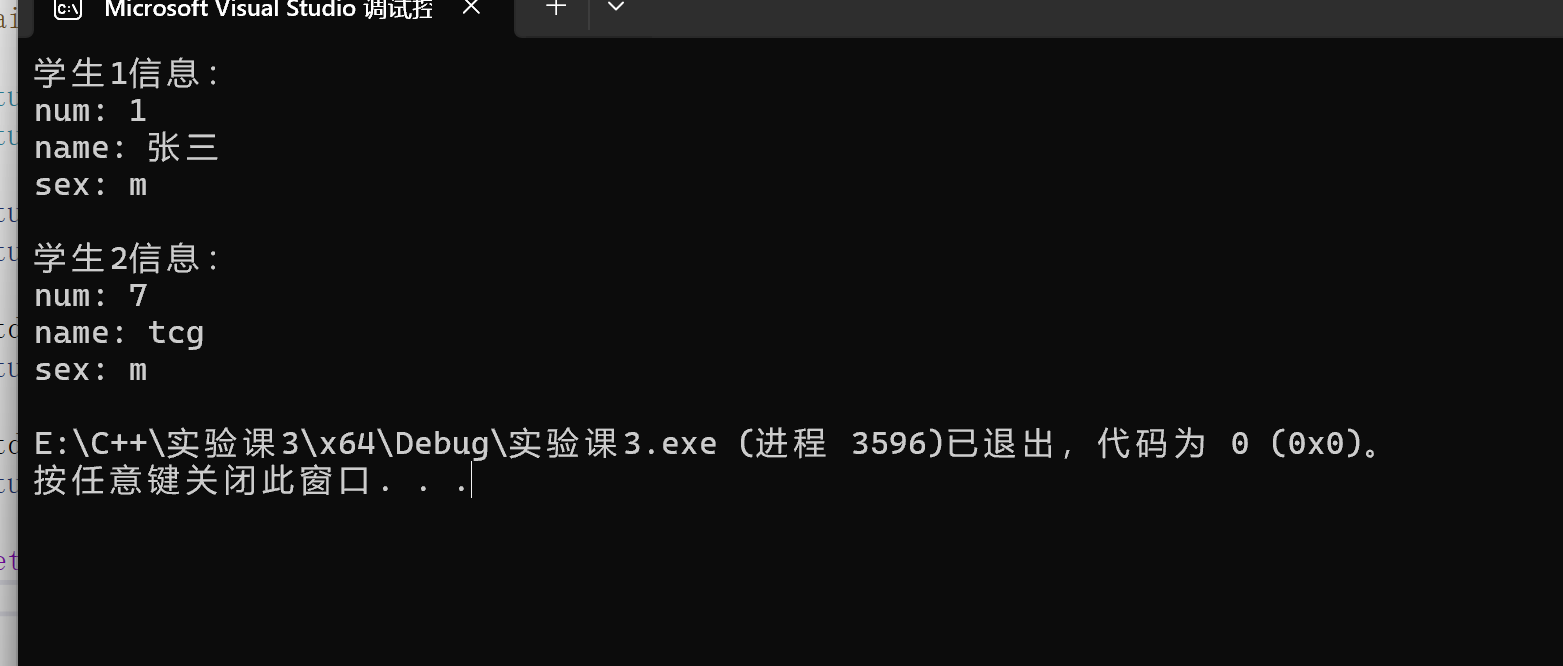 Microsoft Visual Studio 调试控
学生1信息：
num: 1
name: 张三
sex: m
学生2信息：
num: 7
name: tcg
sex: m
E:\C++\实验课3\x64\Debug\实验课3.exe (进程 3596)已退出，代码为 0 (0x0)。
按任意键关闭此窗口. . .